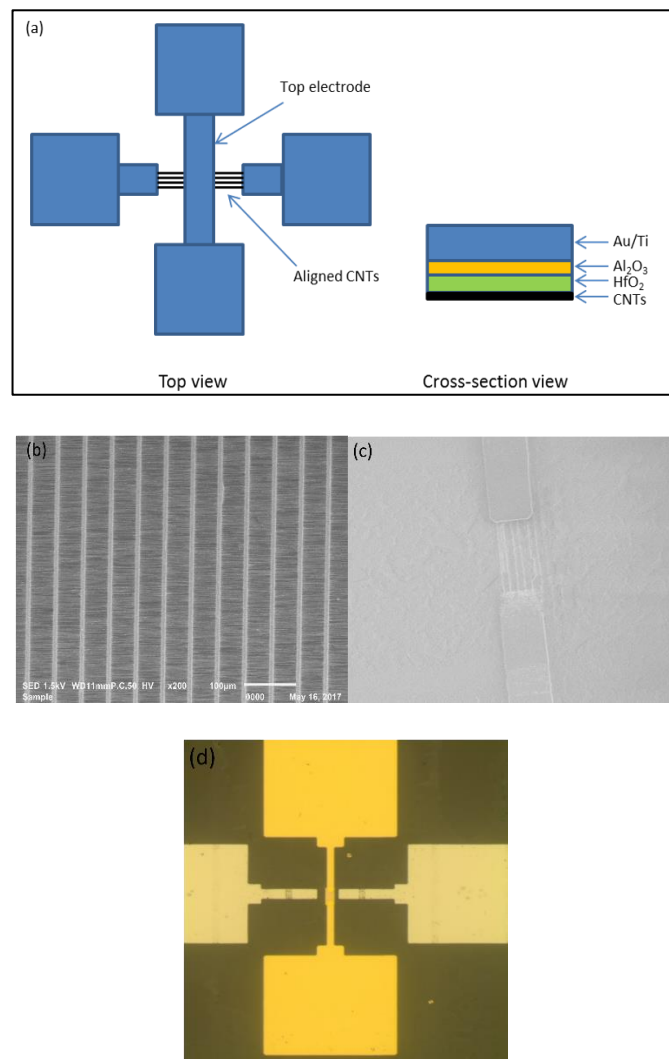 (a)
Top electrode
Aligned CNTs
Au/Ti
Al₂O₃
HfO₂
CNTs
Top view
Cross-section view
(b)
SED 1.5kV WD11mmP.C.50 HV x200 100µm
Sample 0000 May 16, 2017
(c)
(d)